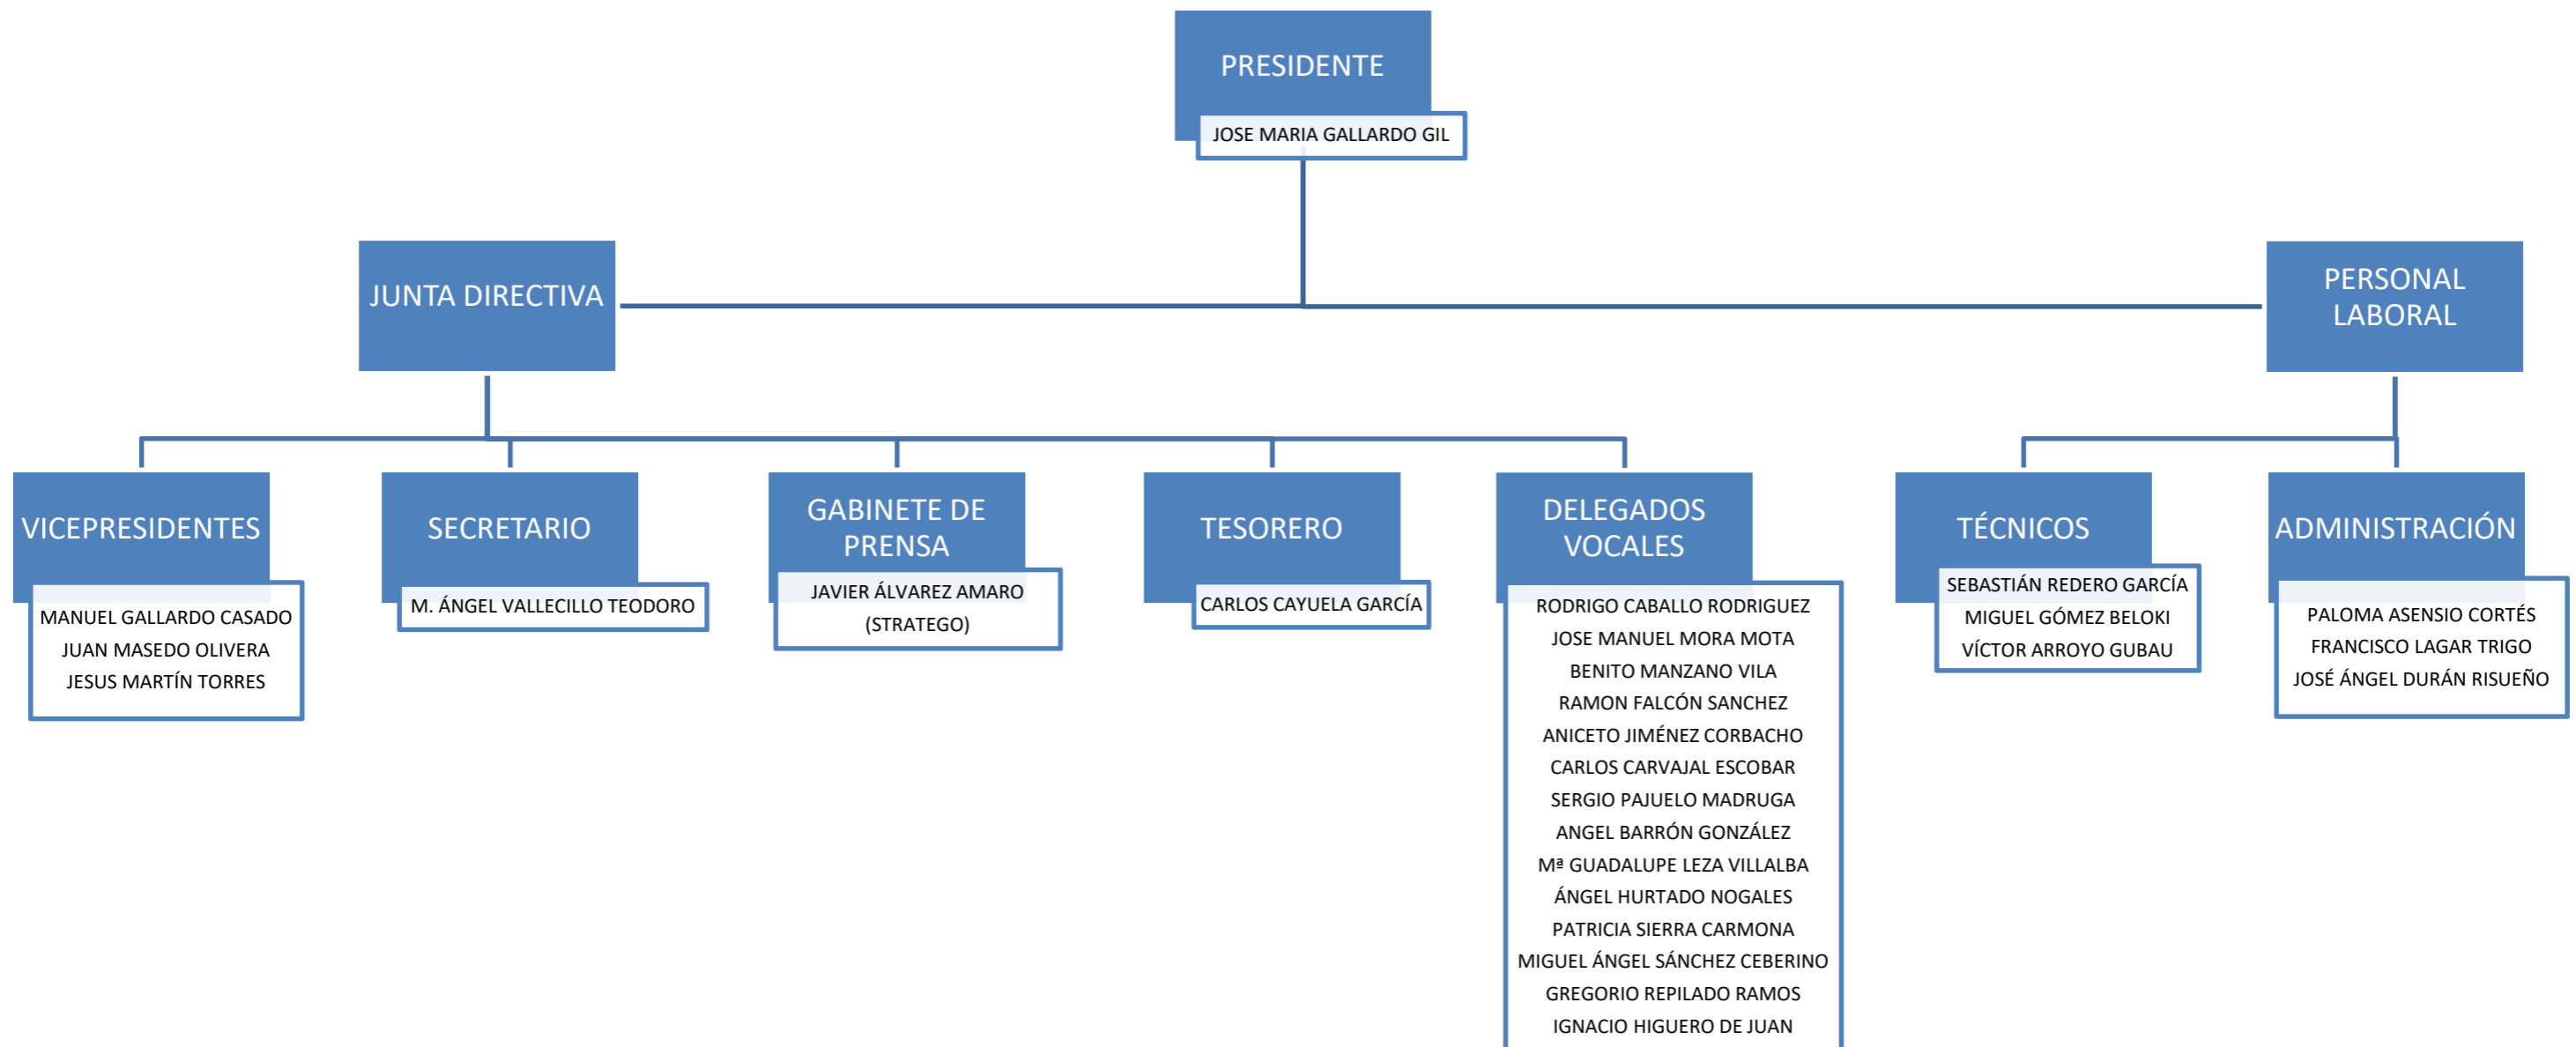 PRESIDENTE
JOSE MARIA GALLARDO GIL
JUNTA DIRECTIVA
PERSONAL
LABORAL
VICEPRESIDENTES
MANUEL GALLARDO CASADO
JUAN MASEDO OLIVERA
JESUS MARTÍN TORRES
SECRETARIO
M. ÁNGEL VALLECILLO TEODORO
GABINETE DE
PRENSA
JAVIER ÁLVAREZ AMARO
(STRATEGO)
TESORERO
CARLOS CAYUELA GARCÍA
DELEGADOS
VOCALES
RODRIGO CABALLO RODRIGUEZ
JOSE MANUEL MORA MOTA
BENITO MANZANO VILA
RAMON FALCÓN SANCHEZ
ANICETO JIMÉNEZ CORBACHO
CARLOS CARVAJAL ESCOBAR
SERGIO PAJUELO MADRUGA
ANGEL BARRÓN GONZÁLEZ
Mª GUADALUPE LEZA VILLALBA
ÁNGEL HURTADO NOGALES
PATRICIA SIERRA CARMONA
MIGUEL ÁNGEL SÁNCHEZ CEBERINO
GREGORIO REPILADO RAMOS
IGNACIO HIGUERO DE JUAN
TÉCNICOS
SEBASTIÁN REDERO GARCÍA
MIGUEL GÓMEZ BELOKI
VÍCTOR ARROYO GUBAU
ADMINISTRACIÓN
PALOMA ASENSIO CORTÉS
FRANCISCO LAGAR TRIGO
JOSÉ ÁNGEL DURÁN RISUEÑO